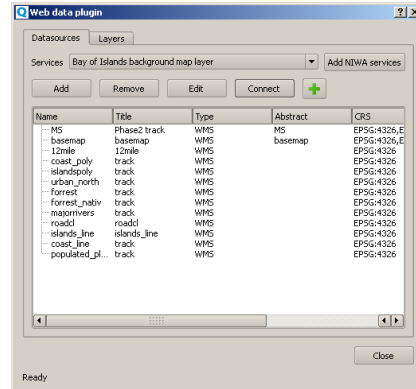 Web data plugin
Datasources Layers
Services Bay of Islands background map layer Add NIWA services
Add Remove Edit Connect
Name Title Type Abstract CRS
MS Phase2 track WMS MS EPSG:4326,E
basemap basemap WMS basemap EPSG:4326,E
12mile 12mile WMS EPSG:4326
coast_poly track WMS EPSG:4326
islandspoly track WMS EPSG:4326
urban_north track WMS EPSG:4326
forrest track WMS EPSG:4326
forrest_nativ track WMS EPSG:4326
majorrivers track WMS EPSG:4326
roadcl roadcl WMS EPSG:4326
islands_line islands_line WMS EPSG:4326
coast_line track WMS EPSG:4326
populated_pl... track WMS EPSG:4326
Close
Ready